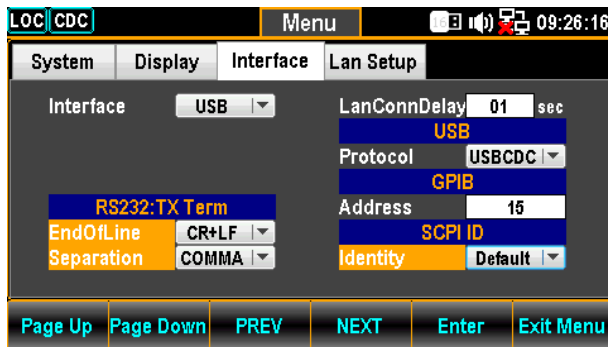 LOC CDC Menu 16 09:26:16
System Display Interface Lan Setup
Interface USB
LanConnDelay 01 sec
USB
Protocol USBCDC
GPIB
RS232:TX Term
Address 15
EndOfLine CR+LF
SCPI ID
Separation COMMA
Identity Default
Page Up Page Down PREV NEXT Enter Exit Menu